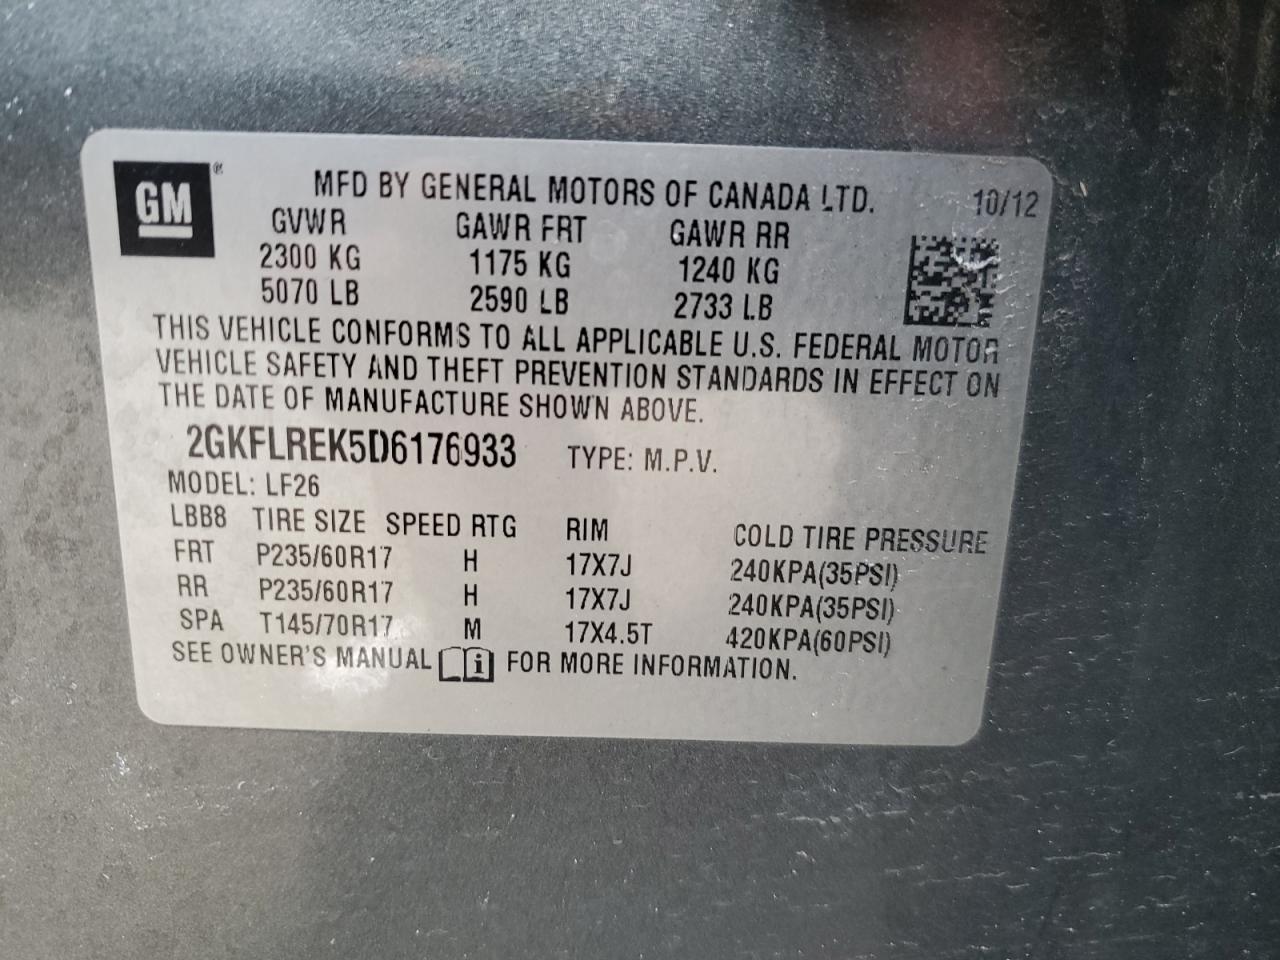 GM ®
MFD BY GENERAL MOTORS OF CANADA LTD. 10/12
GVWR GAWR FRT GAWR RR
2300 KG 1175 KG 1240 KG
5070 LB 2590 LB 2733 LB
THIS VEHICLE CONFORMS TO ALL APPLICABLE U.S. FEDERAL MOTOR
VEHICLE SAFETY AND THEFT PREVENTION STANDARDS IN EFFECT ON
THE DATE OF MANUFACTURE SHOWN ABOVE.
2GKFLREK5D6176933 TYPE: M.P.V.
MODEL: LF26
LBB8 TIRE SIZE SPEED RTG RIM COLD TIRE PRESSURE
FRT P235/60R17 H 17X7J 240KPA(35PSI)
RR P235/60R17 H 17X7J 240KPA(35PSI)
SPA T145/70R17 M 17X4.5T 420KPA(60PSI)
SEE OWNER'S MANUAL i FOR MORE INFORMATION.